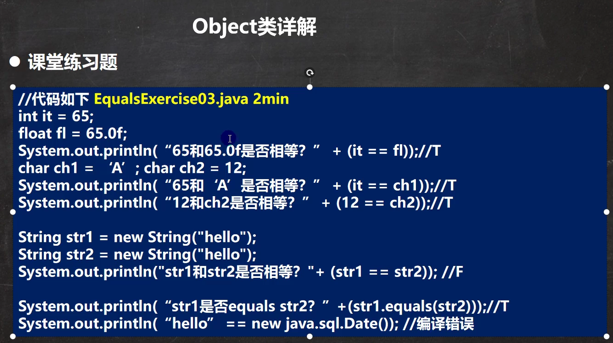 Object类详解
● 课堂练习题
//代码如下 EqualsExercise03.java 2min
int it = 65;
float fl = 65.0f;
System.out.println(“65和65.0f是否相等？” + (it == fl));//T
char ch1 = ‘A’; char ch2 = 12;
System.out.println(“65和‘A’是否相等？” + (it == ch1));//T
System.out.println(“12和ch2是否相等？” + (12 == ch2));//T
String str1 = new String("hello");
String str2 = new String("hello");
System.out.println("str1和str2是否相等？"+ (str1 == str2)); //F
System.out.println(“str1是否equals str2？”+(str1.equals(str2)));//T
System.out.println(“hello” == new java.sql.Date()); //编译错误